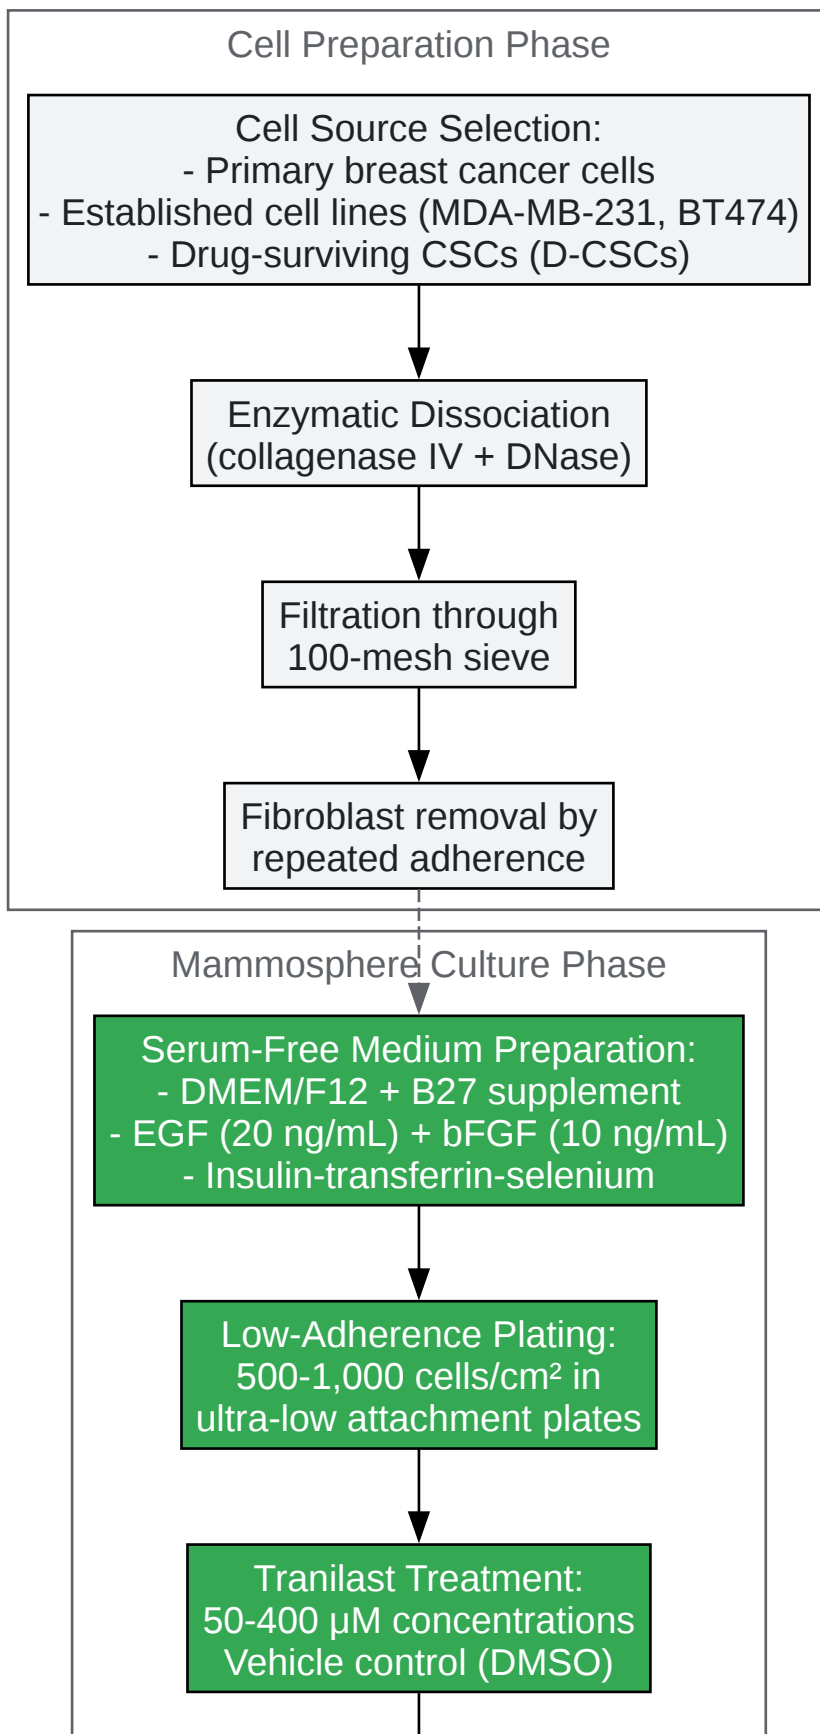 Cell Preparation Phase
Cell Source Selection:
- Primary breast cancer cells
- Established cell lines (MDA-MB-231, BT474)
- Drug-surviving CSCs (D-CSCs)
Enzymatic Dissociation
(collagenase IV + DNase)
Filtration through
100-mesh sieve
Fibroblast removal by
repeated adherence
Mammosphere Culture Phase
Serum-Free Medium Preparation:
- DMEM/F12 + B27 supplement
- EGF (20 ng/mL) + bFGF (10 ng/mL)
- Insulin-transferrin-selenium
Low-Adherence Plating:
500-1,000 cells/cm² in
ultra-low attachment plates
Tranilast Treatment:
50-400 μM concentrations
Vehicle control (DMSO)